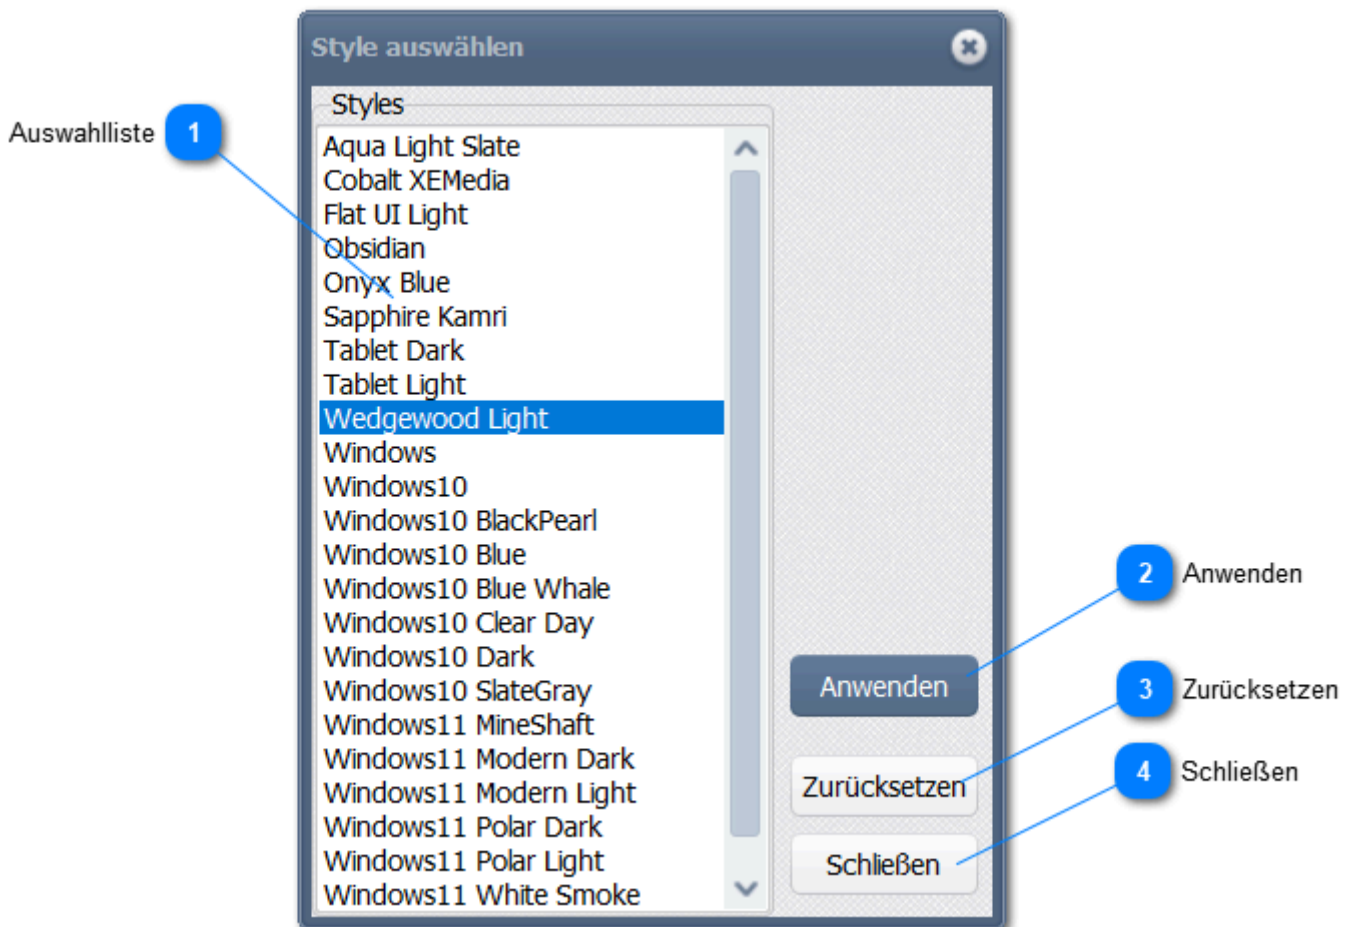 Style auswählen
Styles
Auswahlliste 1
Aqua Light Slate
Cobalt XEMedia
Flat UI Light
Obsidian
Onyx Blue
Sapphire Kamri
Tablet Dark
Tablet Light
Wedgewood Light
Windows
Windows10
Windows10 BlackPearl
Windows10 Blue
Windows10 Blue Whale
Windows10 Clear Day
Windows10 Dark
Windows10 SlateGray
Windows11 MineShaft
Windows11 Modern Dark
Windows11 Modern Light
Windows11 Polar Dark
Windows11 Polar Light
Windows11 White Smoke
2 Anwenden
Anwenden
3 Zurücksetzen
Zurücksetzen
4 Schließen
Schließen